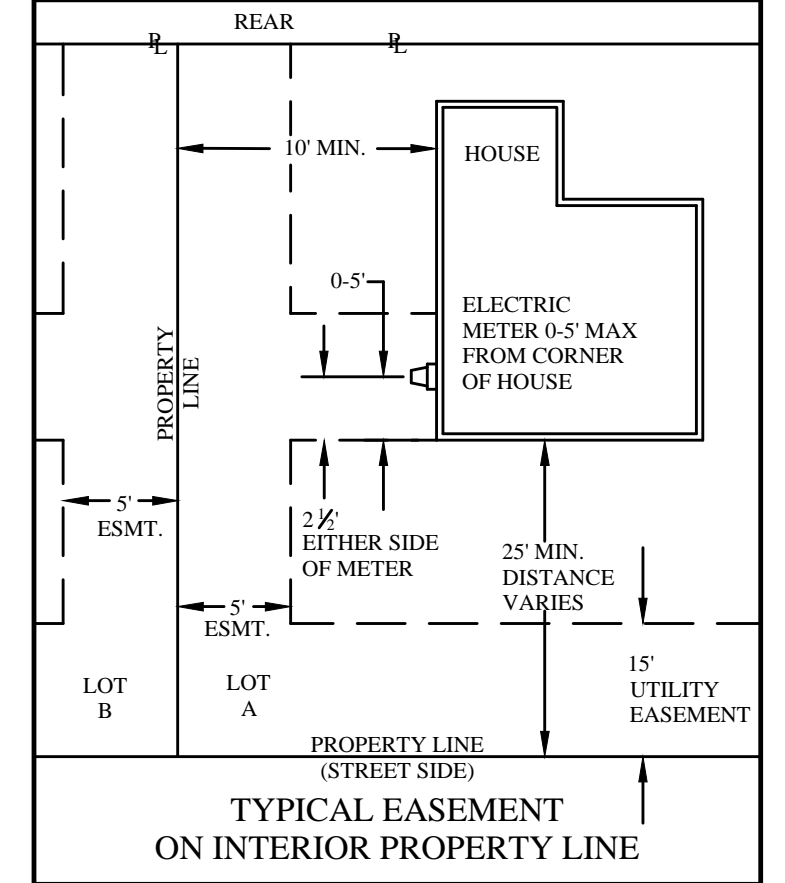 REAR
PL
PL
10' MIN.
HOUSE
0-5'
ELECTRIC
METER 0-5' MAX
FROM CORNER
OF HOUSE
PROPERTY
LINE
5'
ESMT.
2 1/2'
EITHER SIDE
OF METER
25' MIN.
DISTANCE
VARIES
5'
ESMT.
15'
UTILITY
EASEMENT
LOT
B
LOT
A
PROPERTY LINE
(STREET SIDE)
TYPICAL EASEMENT
ON INTERIOR PROPERTY LINE